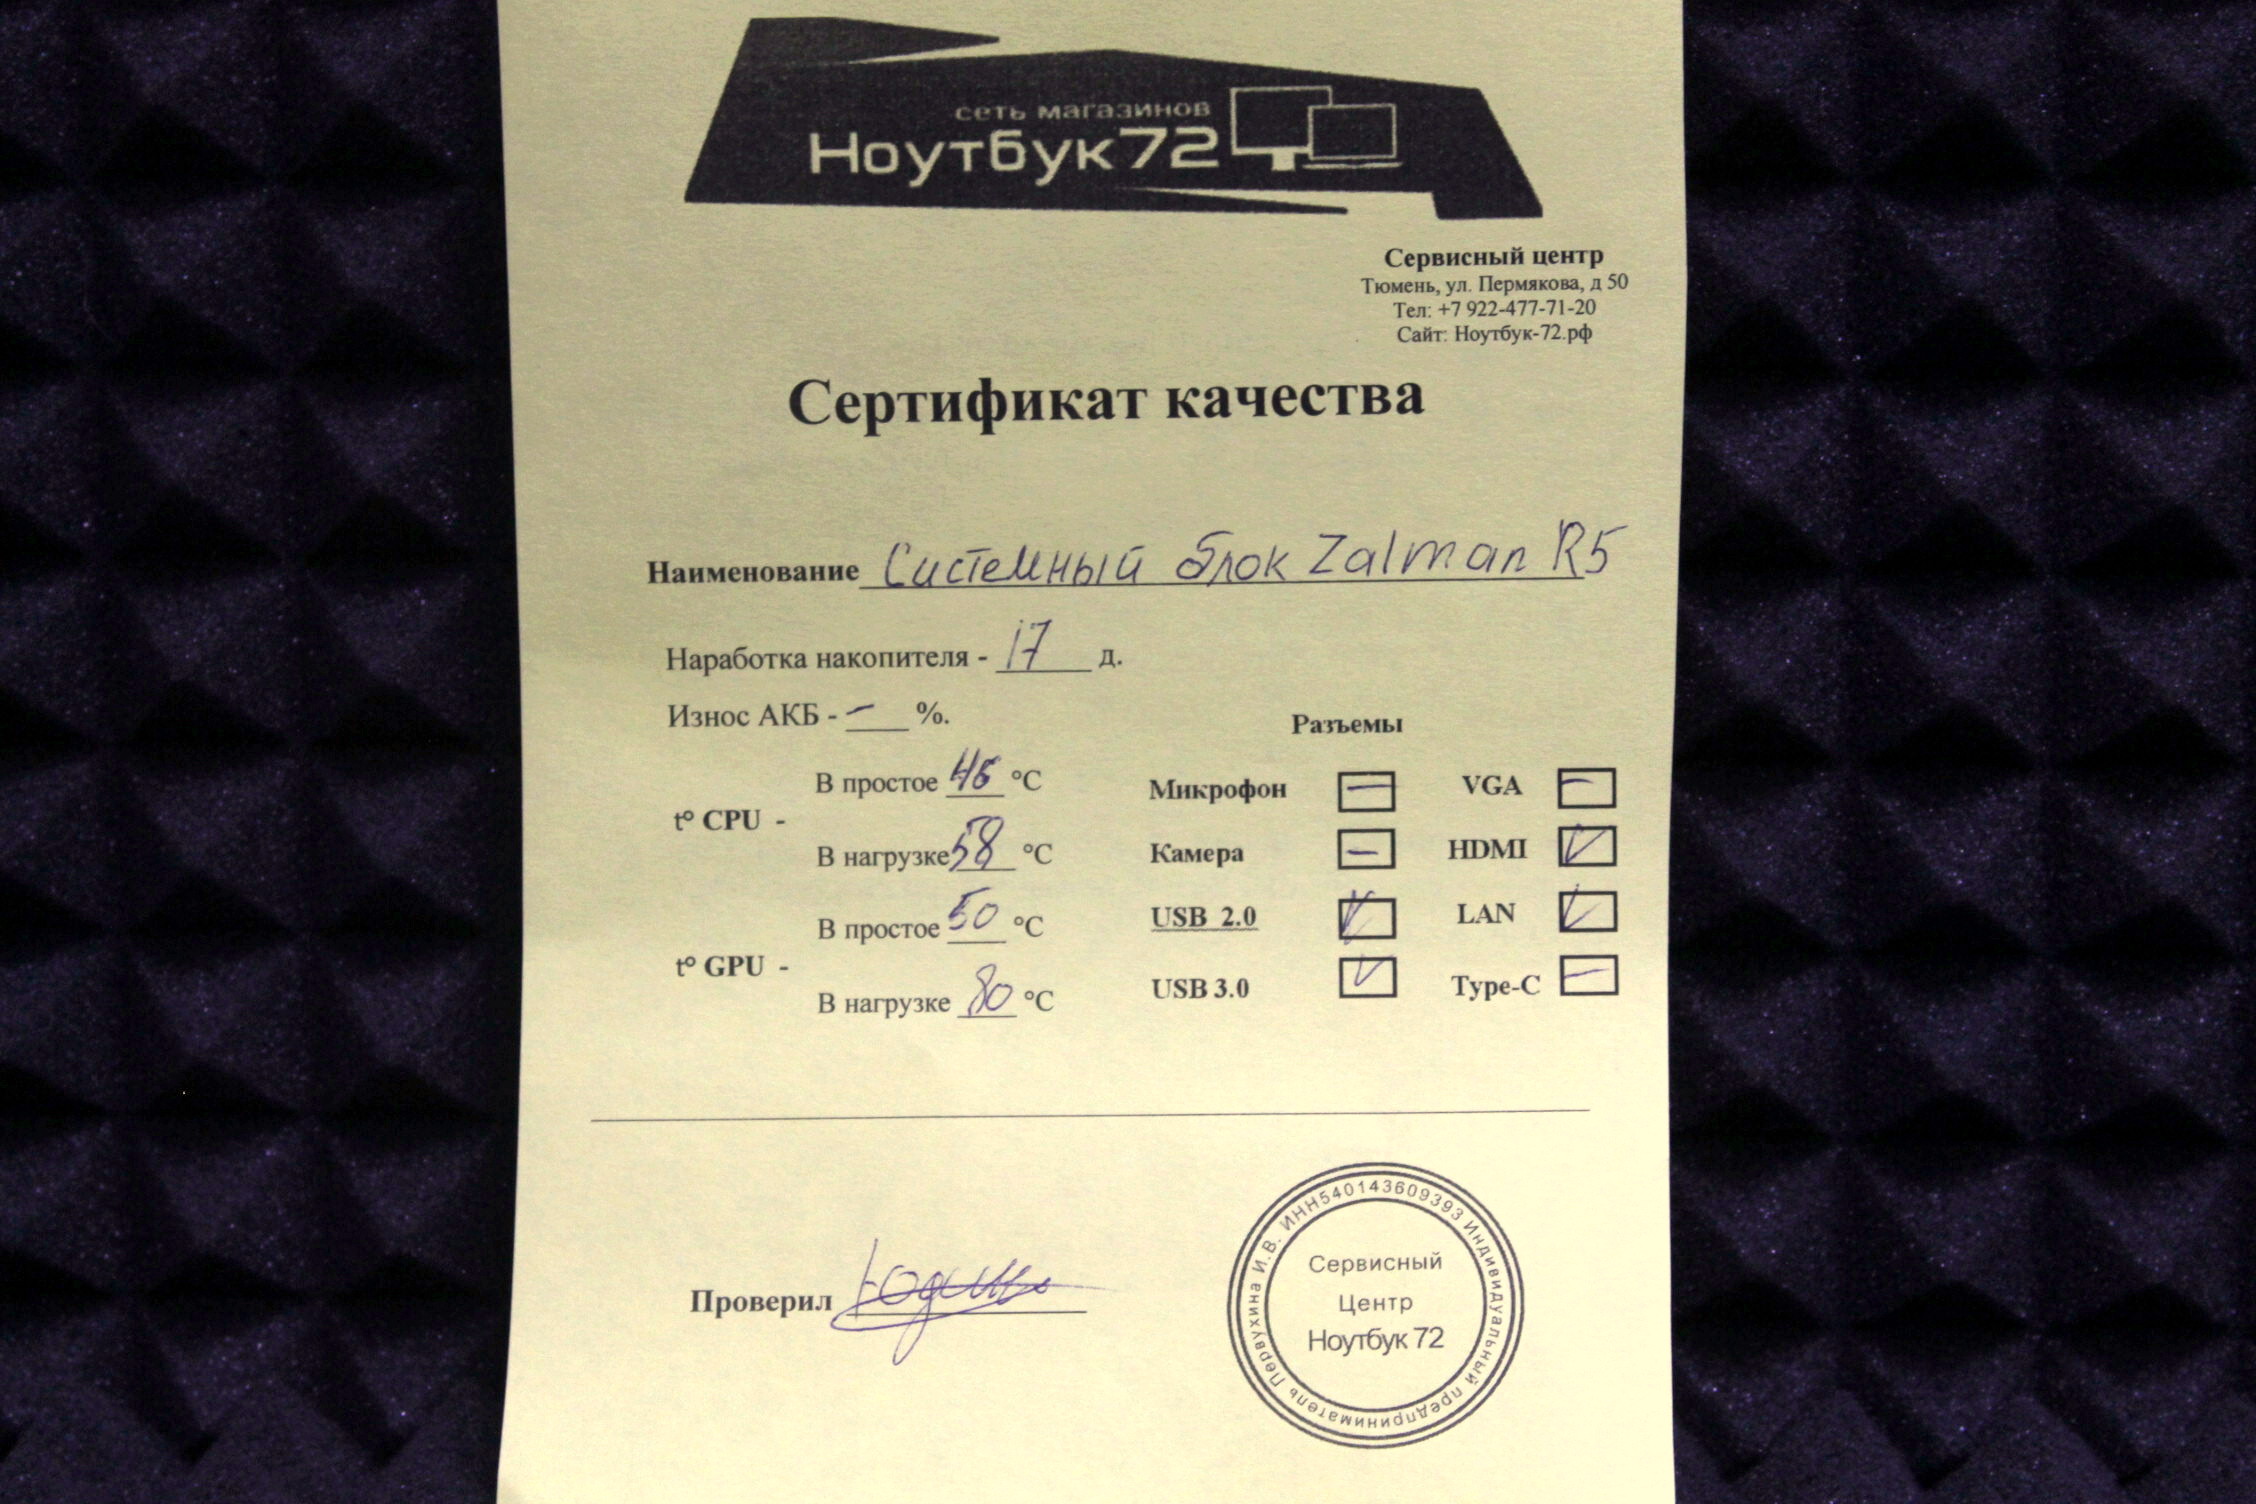 сеть магазинов
Ноутбук72
Сервисный центр
Тюмень, ул. Пермякова, д 50
Тел: +7 922-477-71-20
Сайт: Ноутбук-72.рф
Сертификат качества
Наименование Системный блок Zalman R5
Наработка накопителя - 17 д.
Износ АКБ - – %.
Разъемы
В простое 46 °C
t° CPU -
В нагрузке 58 °C
В простое 50 °C
t° GPU -
В нагрузке 80 °C
Микрофон – VGA –
Камера – HDMI V
USB 2.0 V LAN V
USB 3.0 V Type-C –
Проверил
Индивидуальный предприниматель Первухина И.В. ИНН540143609393
Сервисный
Центр
Ноутбук 72